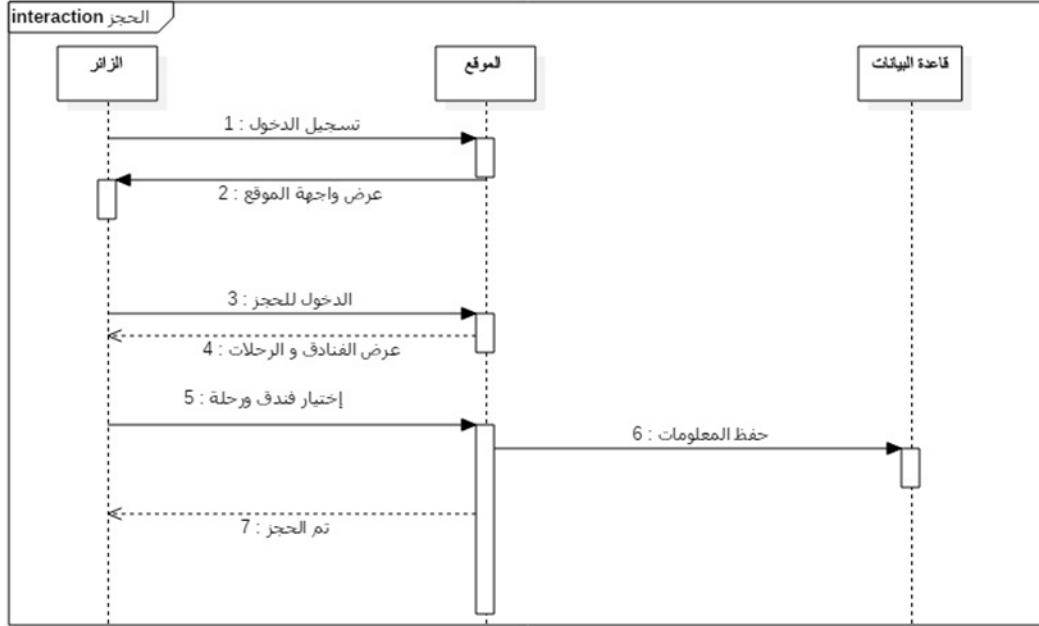 interaction الحجز
الزائر
الموقع
قاعدة البيانات
1 : تسجيل الدخول
2 : عرض واجهة الموقع
3 : الدخول للحجز
4 : عرض الفنادق و الرحلات
5 : إختيار فندق ورحلة
6 : حفظ المعلومات
7 : تم الحجز